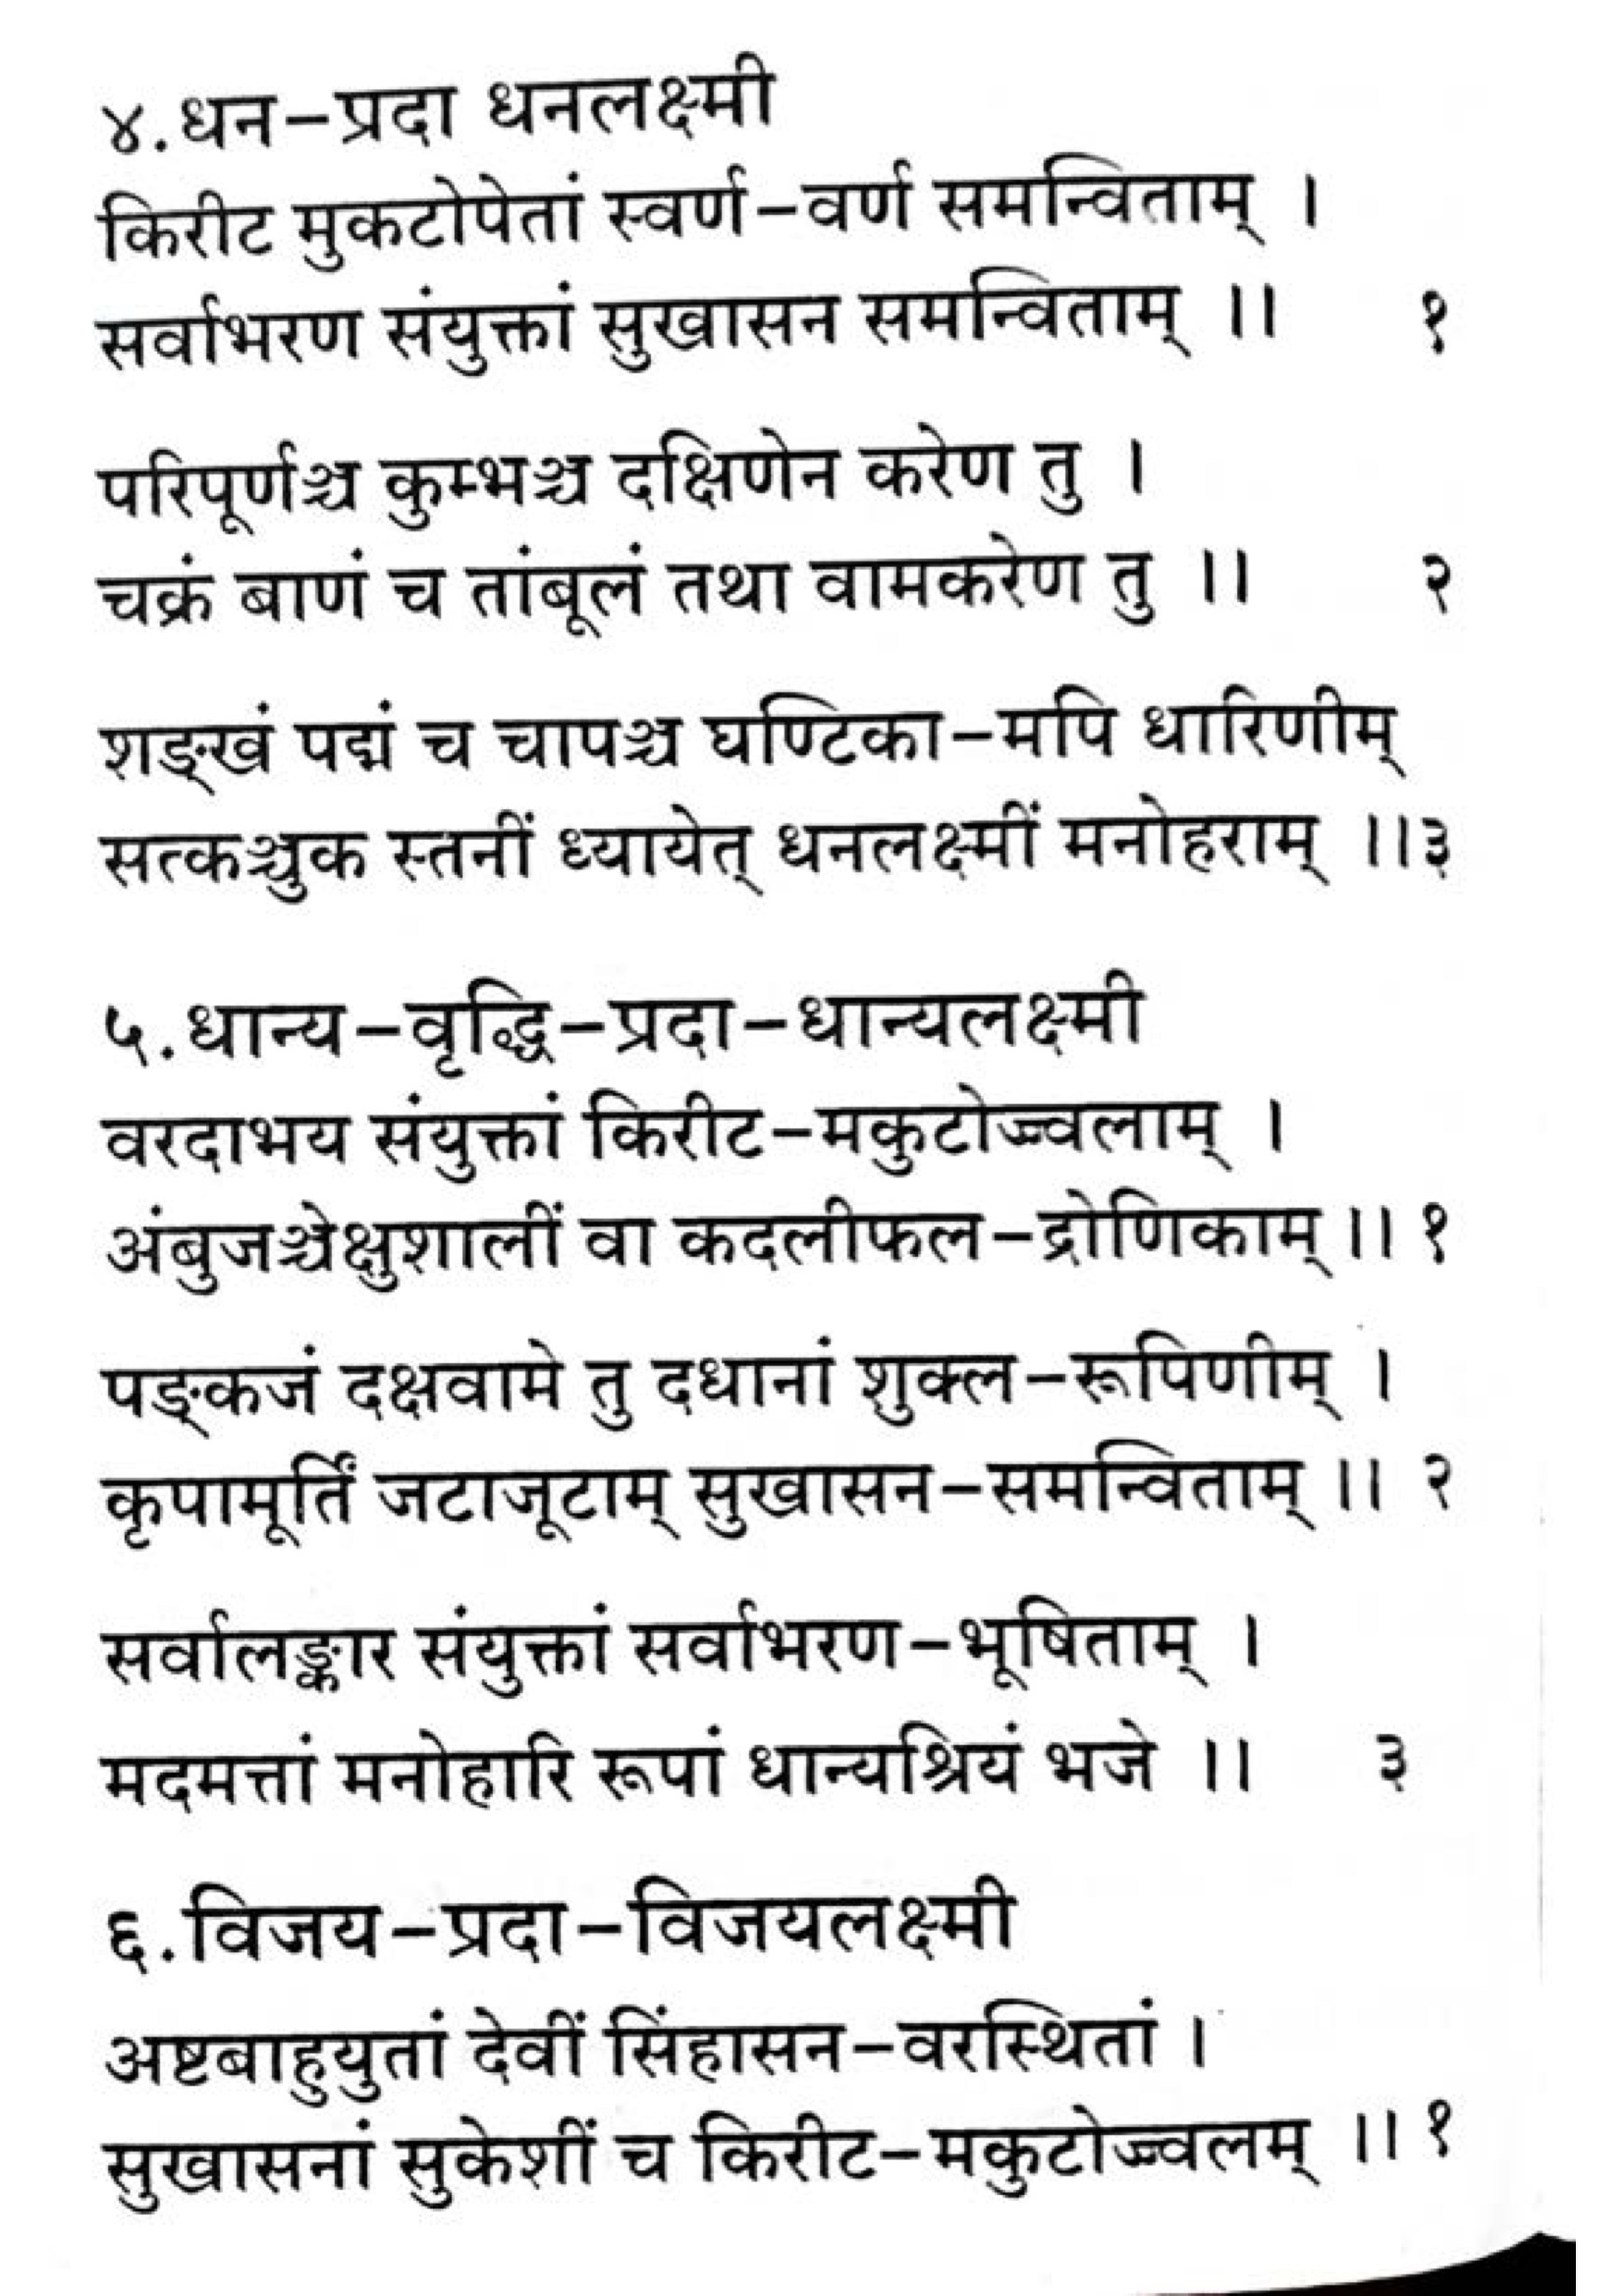 ४.धन-प्रदा धनलक्ष्मी
किरीट मुकटोपेतां स्वर्ण-वर्ण समन्विताम् ।
सर्वाभरण संयुक्तां सुखासन समन्विताम् ।। १
परिपूर्णञ्च कुम्भञ्च दक्षिणेन करेण तु ।
चक्रं बाणं च तांबूलं तथा वामकरेण तु ।। २
शङ्खं पद्मं च चापञ्च घण्टिका-मपि धारिणीम्
सत्कञ्चुक स्तनीं ध्यायेत् धनलक्ष्मीं मनोहराम् ।।३
५.धान्य-वृद्धि-प्रदा-धान्यलक्ष्मी
वरदाभय संयुक्तां किरीट-मकुटोज्ज्वलाम् ।
अंबुजञ्चेक्षुशालीं वा कदलीफल-द्रोणिकाम् ।। १
पङ्कजं दक्षवामे तु दधानां शुक्ल-रूपिणीम् ।
कृपामूर्तिं जटाजूटाम् सुखासन-समन्विताम् ।। २
सर्वालङ्कार संयुक्तां सर्वाभरण-भूषिताम् ।
मदमत्तां मनोहारि रूपां धान्यश्रियं भजे ।। ३
६.विजय-प्रदा-विजयलक्ष्मी
अष्टबाहुयुतां देवीं सिंहासन-वरस्थितां ।
सुखासनां सुकेशीं च किरीट-मकुटोज्ज्वलम् ।। १